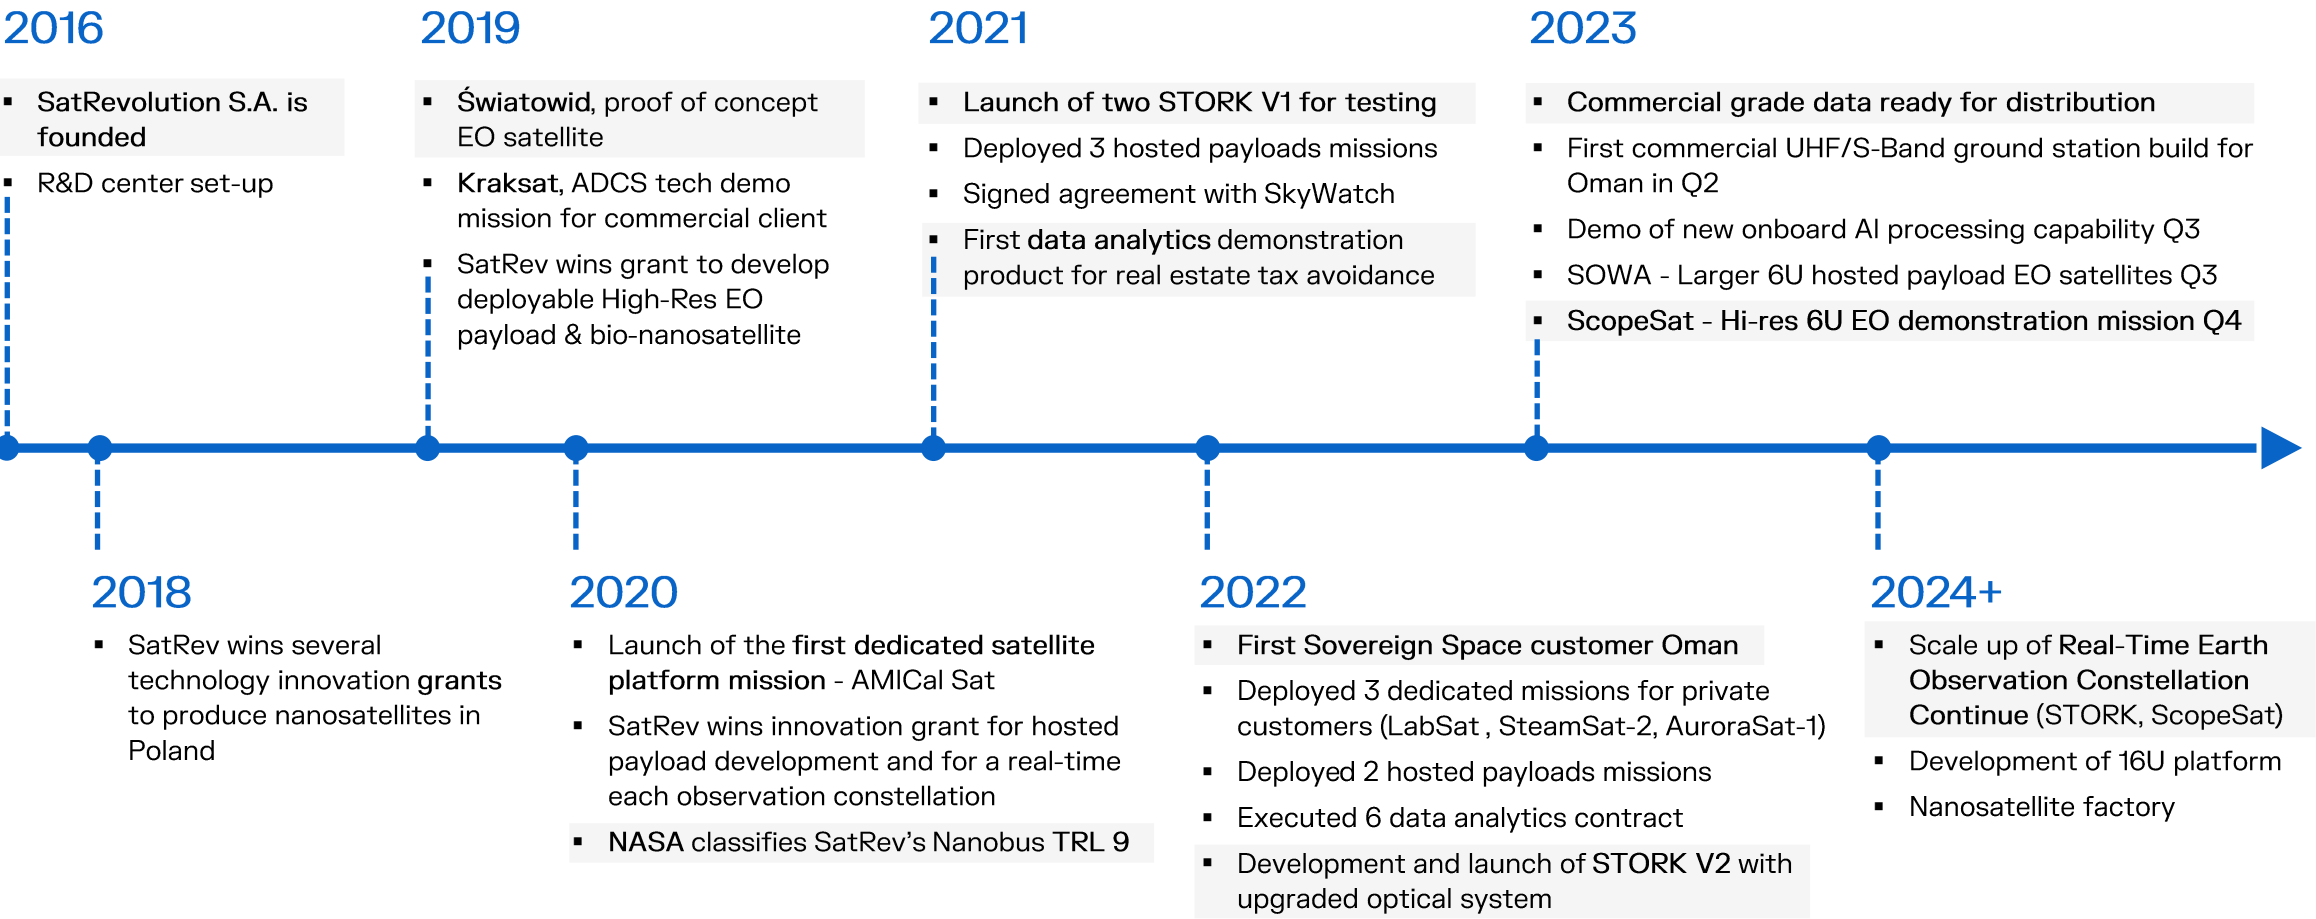 2016
▪ SatRevolution S.A. is
founded
▪ R&D center set-up
2019
▪ Światowid, proof of concept
EO satellite
▪ Kraksat, ADCS tech demo
mission for commercial client
▪ SatRev wins grant to develop
deployable High-Res EO
payload & bio-nanosatellite
2021
▪ Launch of two STORK V1 for testing
▪ Deployed 3 hosted payloads missions
▪ Signed agreement with SkyWatch
▪ First data analytics demonstration
product for real estate tax avoidance
2023
▪ Commercial grade data ready for distribution
▪ First commercial UHF/S-Band ground station build for
Oman in Q2
▪ Demo of new onboard AI processing capability Q3
▪ SOWA - Larger 6U hosted payload EO satellites Q3
▪ ScopeSat - Hi-res 6U EO demonstration mission Q4
2018
▪ SatRev wins several
technology innovation grants
to produce nanosatellites in
Poland
2020
▪ Launch of the first dedicated satellite
platform mission - AMICal Sat
▪ SatRev wins innovation grant for hosted
payload development and for a real-time
each observation constellation
▪ NASA classifies SatRev's Nanobus TRL 9
2022
▪ First Sovereign Space customer Oman
▪ Deployed 3 dedicated missions for private
customers (LabSat , SteamSat-2, AuroraSat-1)
▪ Deployed 2 hosted payloads missions
▪ Executed 6 data analytics contract
▪ Development and launch of STORK V2 with
upgraded optical system
2024+
▪ Scale up of Real-Time Earth
Observation Constellation
Continue (STORK, ScopeSat)
▪ Development of 16U platform
▪ Nanosatellite factory